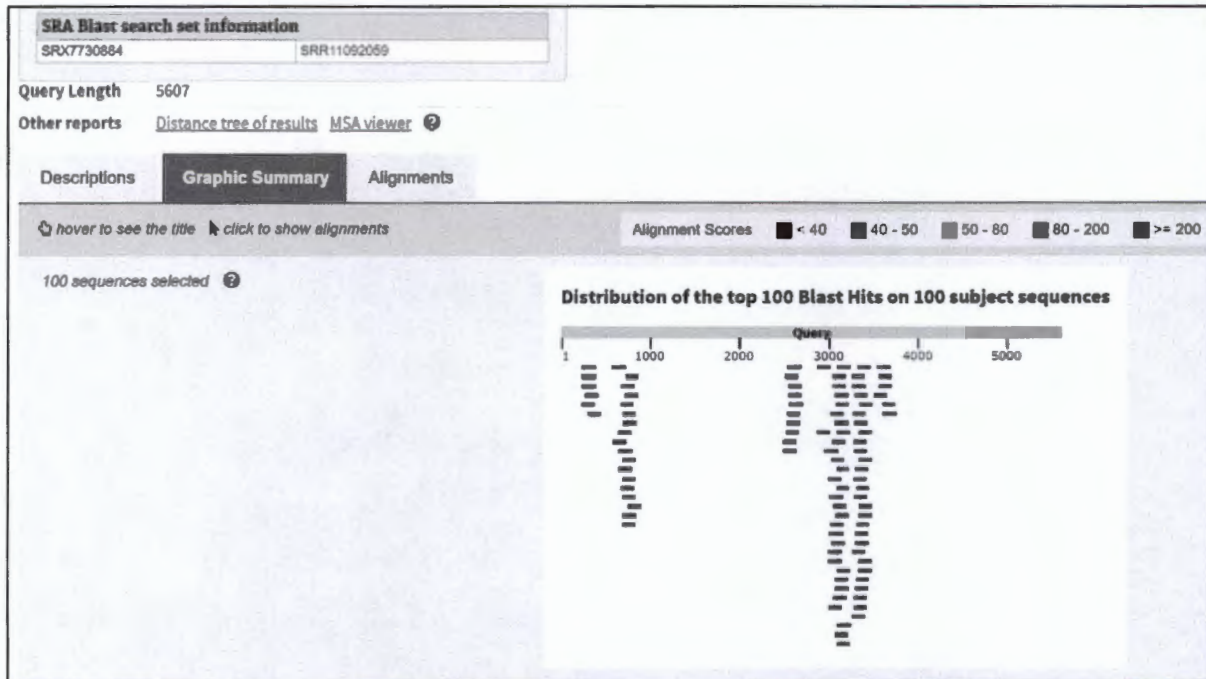 SRA Blast search set information
SRX7730884 SRR11092059
Query Length 5607
Other reports Distance tree of results MSA viewer ?
Descriptions Graphic Summary Alignments
hover to see the title click to show alignments Alignment Scores < 40 40 - 50 50 - 80 80 - 200 >= 200
100 sequences selected ?
Distribution of the top 100 Blast Hits on 100 subject sequences
Query
1 1000 2000 3000 4000 5000